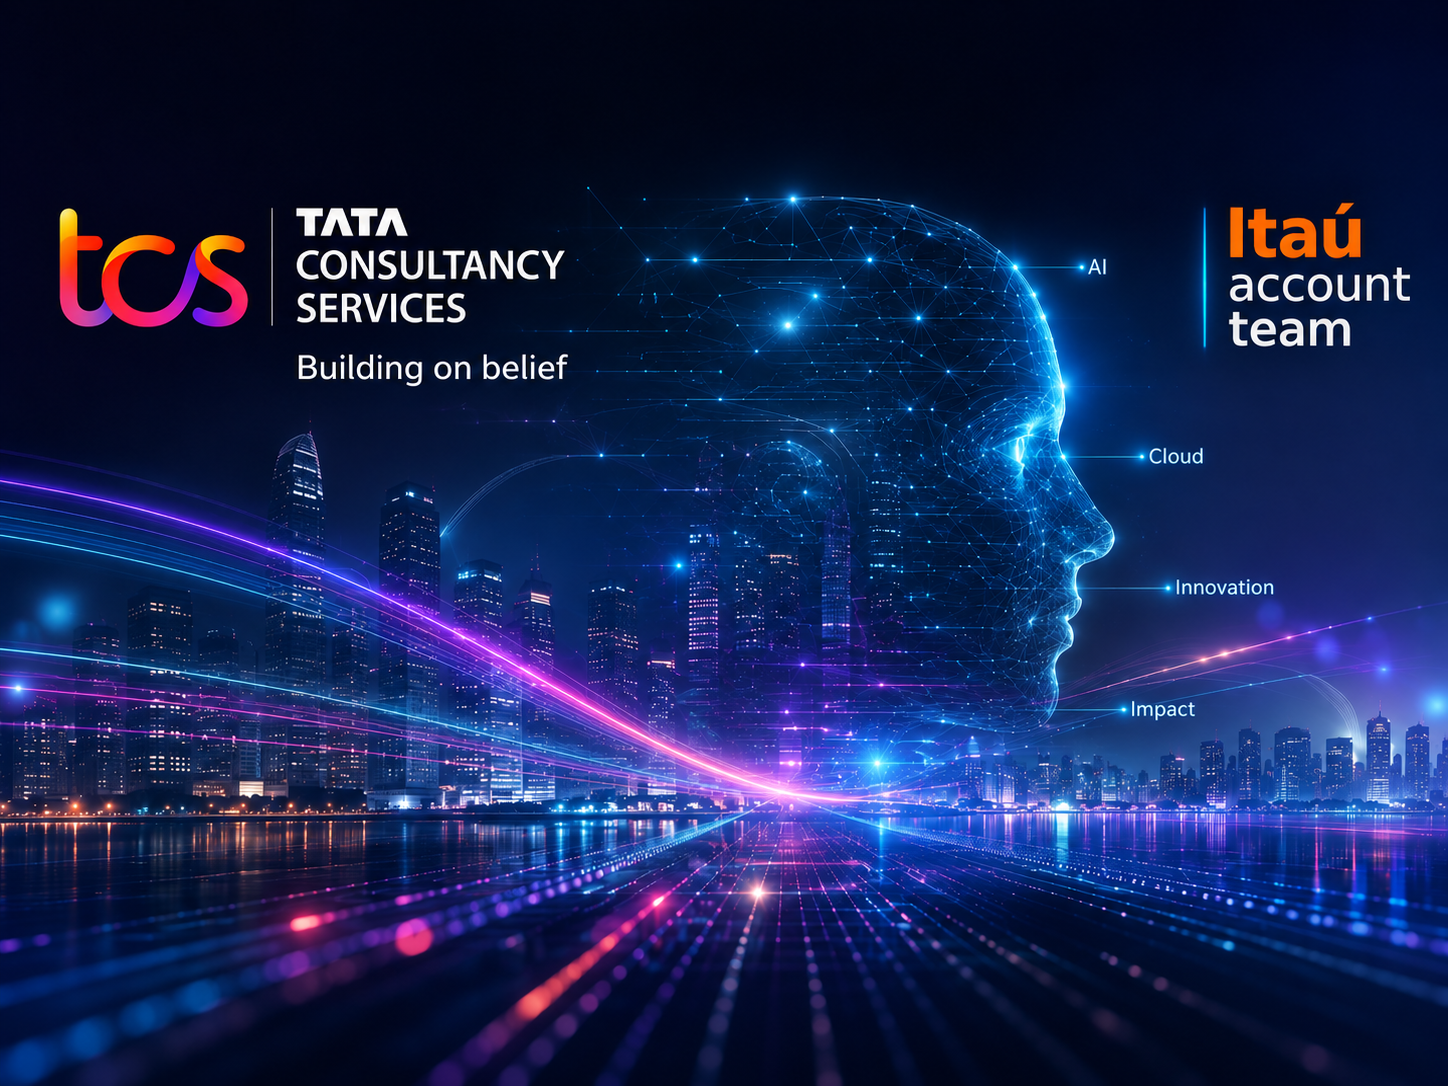 tcs
TATA
CONSULTANCY
SERVICES
Building on belief
Itaú
account
team
AI
Cloud
Innovation
Impact